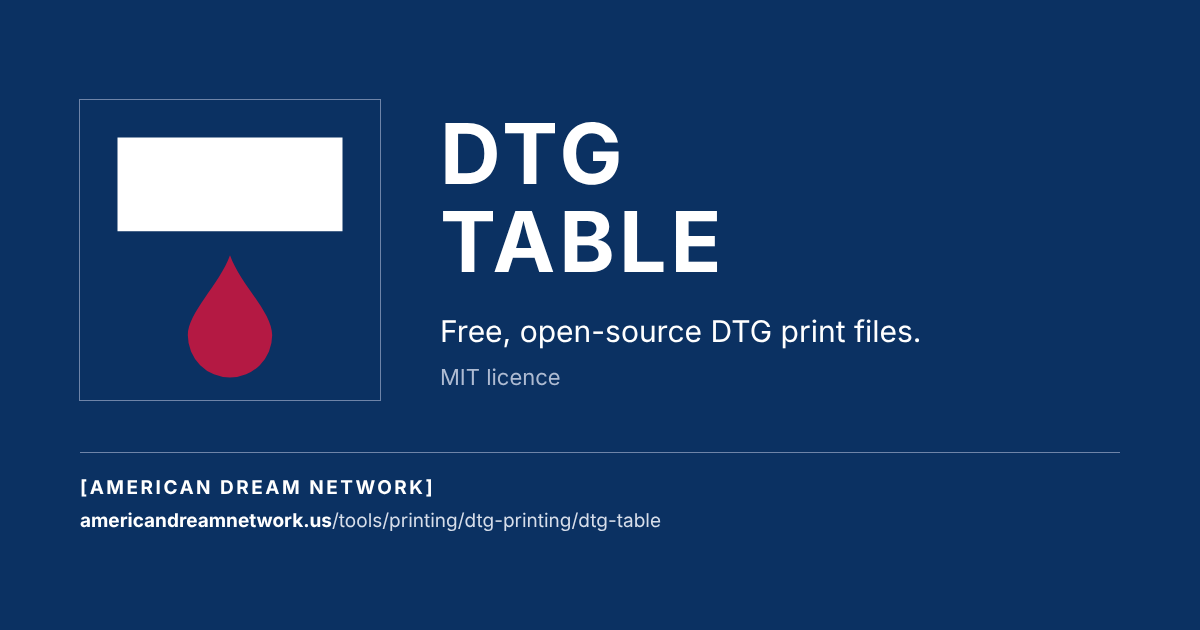 DTG
TABLE
Free, open-source DTG print files.
MIT licence
[AMERICAN DREAM NETWORK]
americandreamnetwork.us/tools/printing/dtg-printing/dtg-table